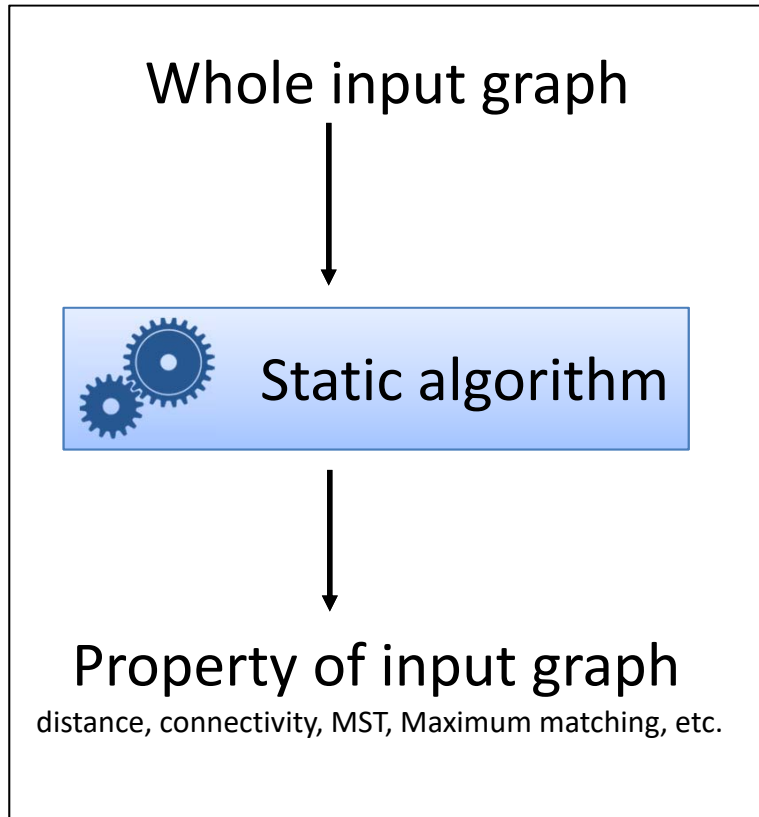 Whole input graph
Static algorithm
Property of input graph
distance, connectivity, MST, Maximum matching, etc.